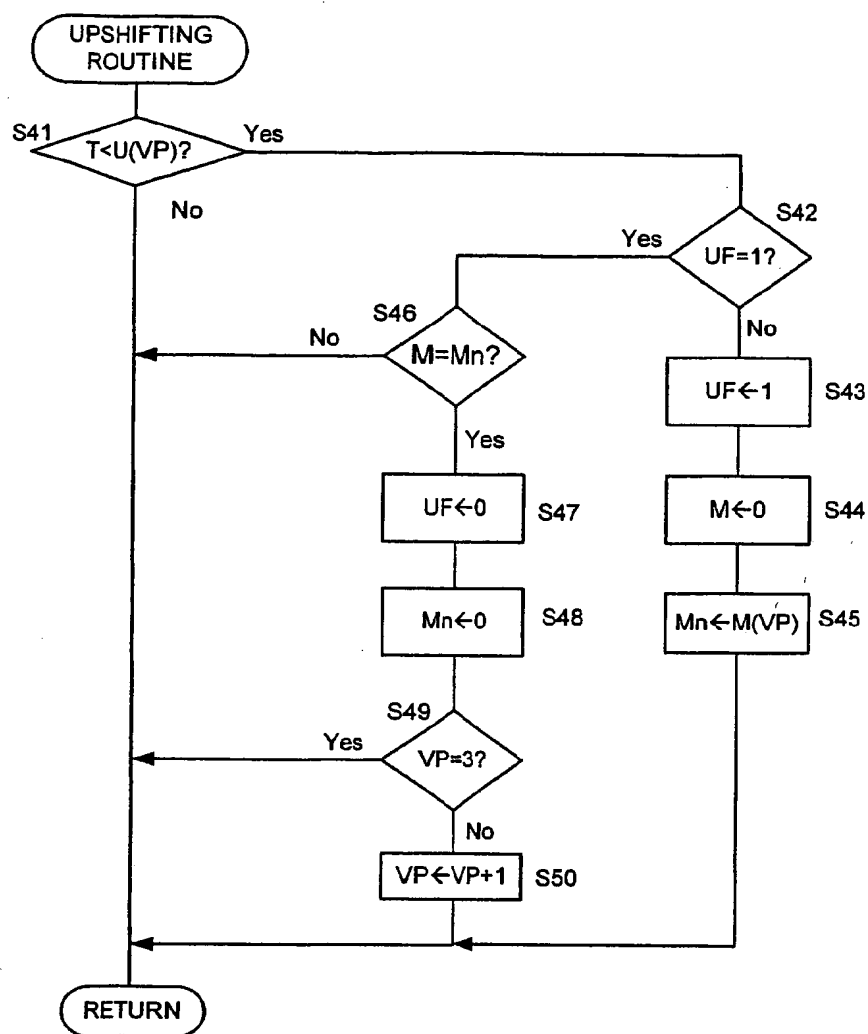 UPSHIFTING
ROUTINE
S41
T<U(VP)?
Yes
No
S42
UF=1?
Yes
No
S46
M=Mn?
No
Yes
UF←1
S43
UF←0
S47
M←0
S44
Mn←0
S48
Mn←M(VP)
S45
S49
VP=3?
Yes
No
VP←VP+1
S50
RETURN